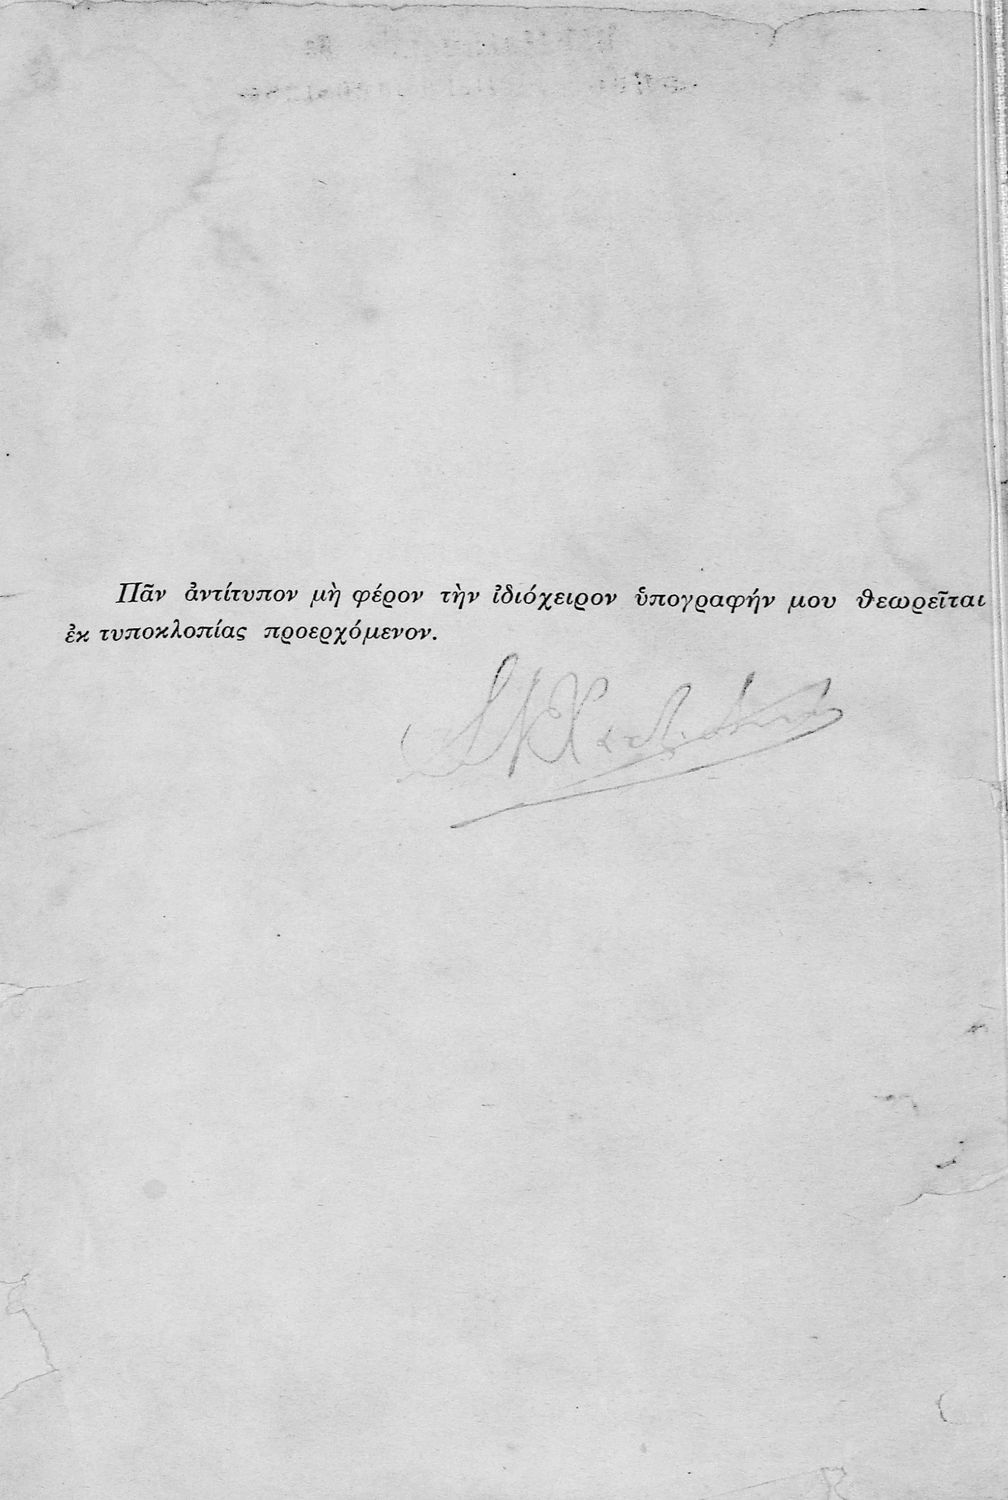 Πᾶν ἀντίτυπον μὴ φέρον τὴν ἰδιόχειρον ὑπογραφήν μου θεωρεῖται
ἐκ τυποκλοπίας προερχόμενον.